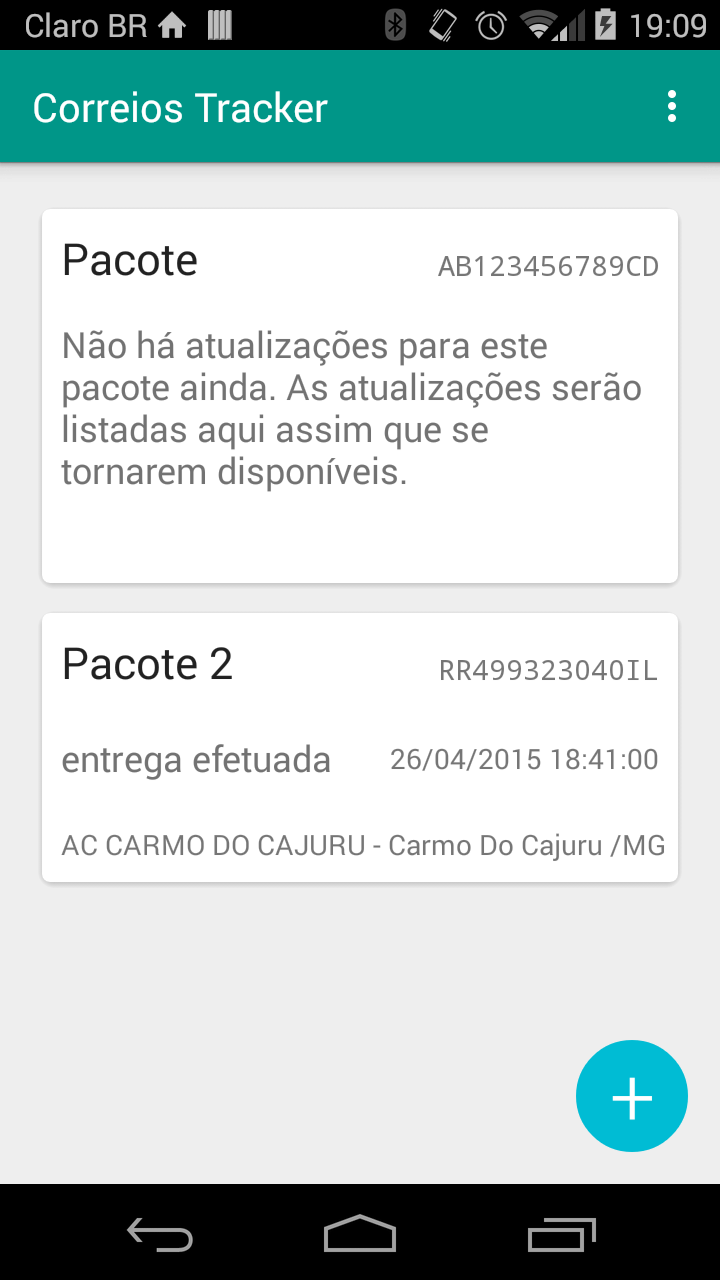 Claro BR
19:09
Correios Tracker
Pacote
AB123456789CD
Não há atualizações para este
pacote ainda. As atualizações serão
listadas aqui assim que se
tornarem disponíveis.
Pacote 2
RR499323040IL
entrega efetuada
26/04/2015 18:41:00
AC CARMO DO CAJURU - Carmo Do Cajuru /MG